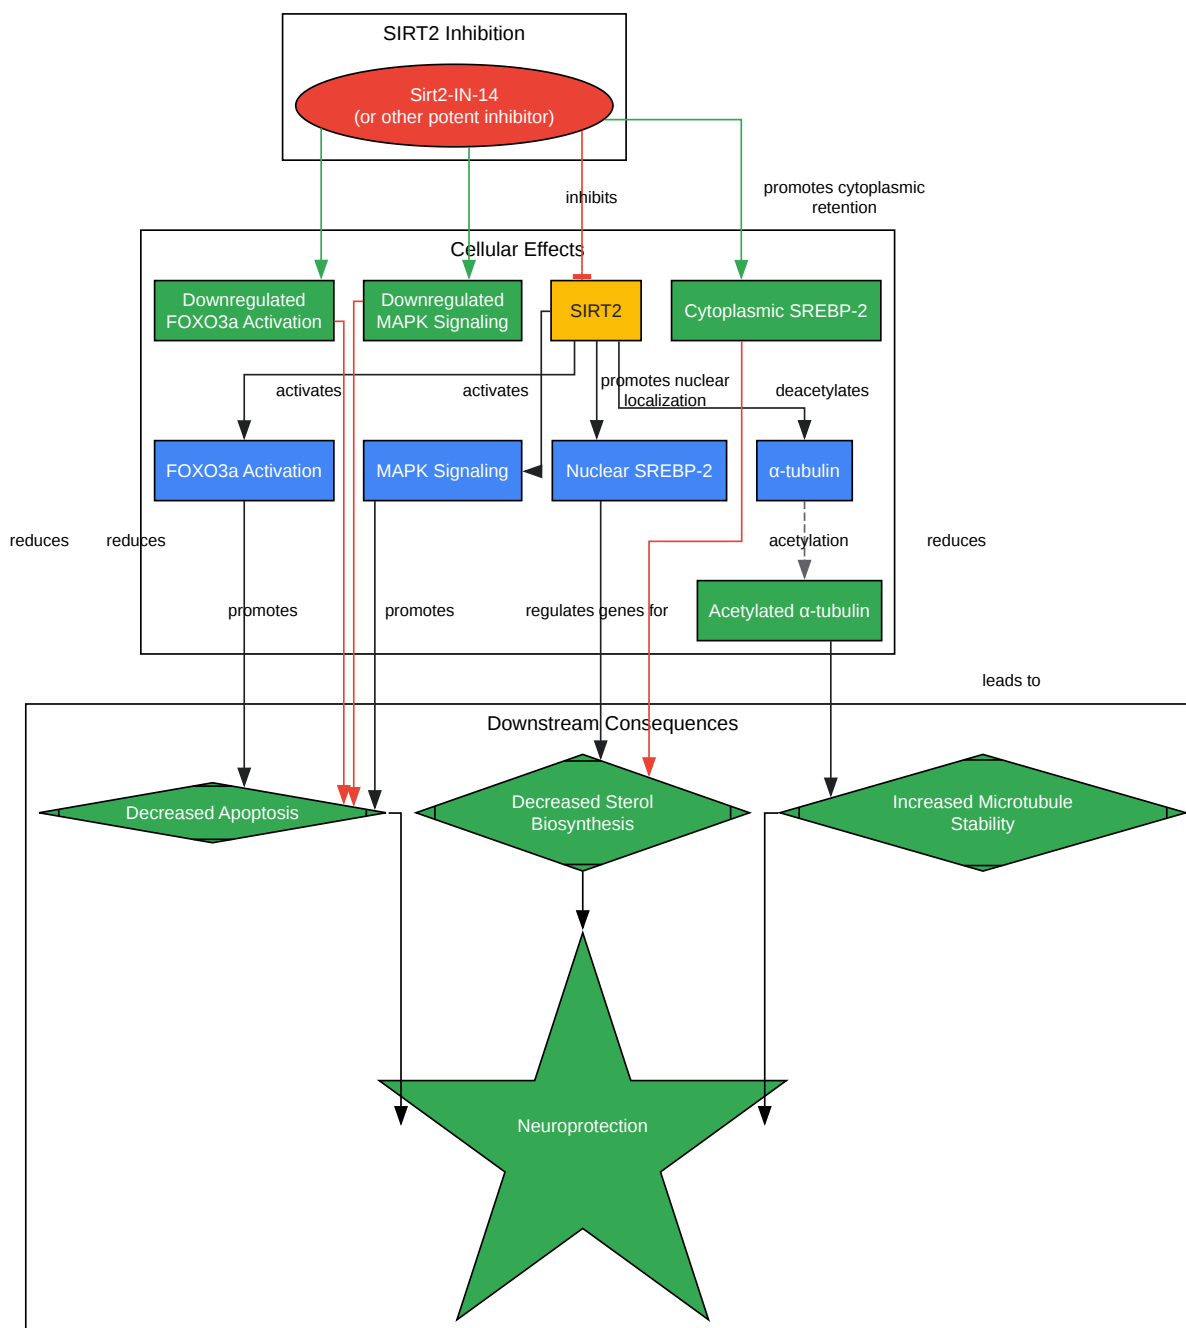 SIRT2 Inhibition
Sirt2-IN-14
(or other potent inhibitor)
inhibits
promotes cytoplasmic
retention
Cellular Effects
Downregulated
FOXO3a Activation
Downregulated
MAPK Signaling
SIRT2
Cytoplasmic SREBP-2
activates
activates
promotes nuclear
localization
deacetylates
FOXO3a Activation
MAPK Signaling
Nuclear SREBP-2
α-tubulin
reduces
reduces
acetylation
reduces
promotes
promotes
regulates genes for
Acetylated α-tubulin
leads to
Downstream Consequences
Decreased Apoptosis
Decreased Sterol
Biosynthesis
Increased Microtubule
Stability
Neuroprotection